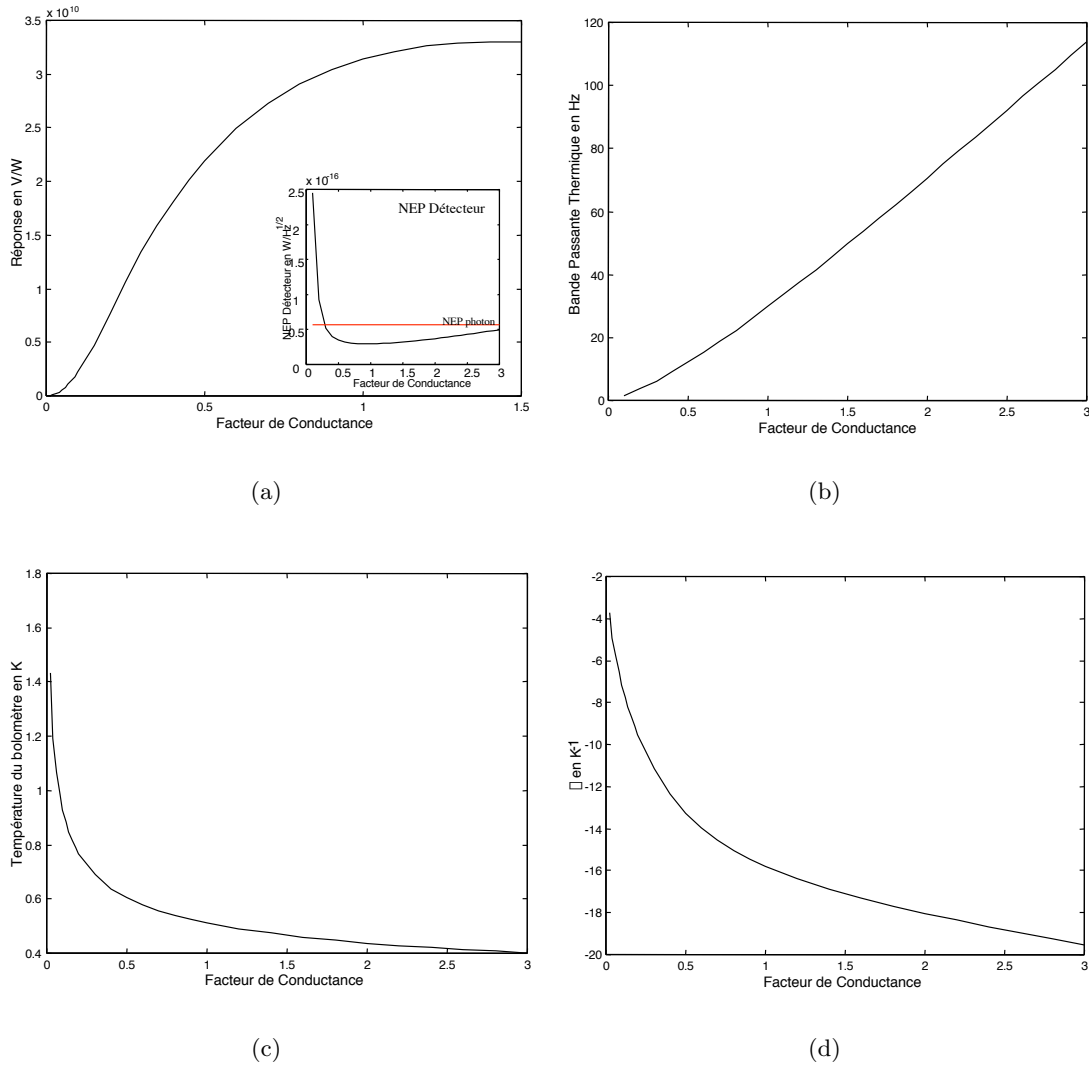 x 10^10
3.5
3
2.5
2
1.5
1
0.5
0
0 0.5 1 1.5
Réponse en V/W
Facteur de Conductance
x 10^-16
2.5
2
1.5
1
0.5
0
0 0.5 1 1.5 2 2.5 3
NEP Détecteur en W/Hz^1/2
NEP Détecteur
NEP photon
Facteur de Conductance
(a)
120
100
80
60
40
20
0
0 0.5 1 1.5 2 2.5 3
Bande Passante Thermique en Hz
Facteur de Conductance
(b)
1.8
1.6
1.4
1.2
1
0.8
0.6
0.4
0 0.5 1 1.5 2 2.5 3
Température du bolomètre en K
Facteur de Conductance
(c)
-2
-4
-6
-8
-10
-12
-14
-16
-18
-20
0 0.5 1 1.5 2 2.5 3
▯ en K^-1
Facteur de Conductance
(d)